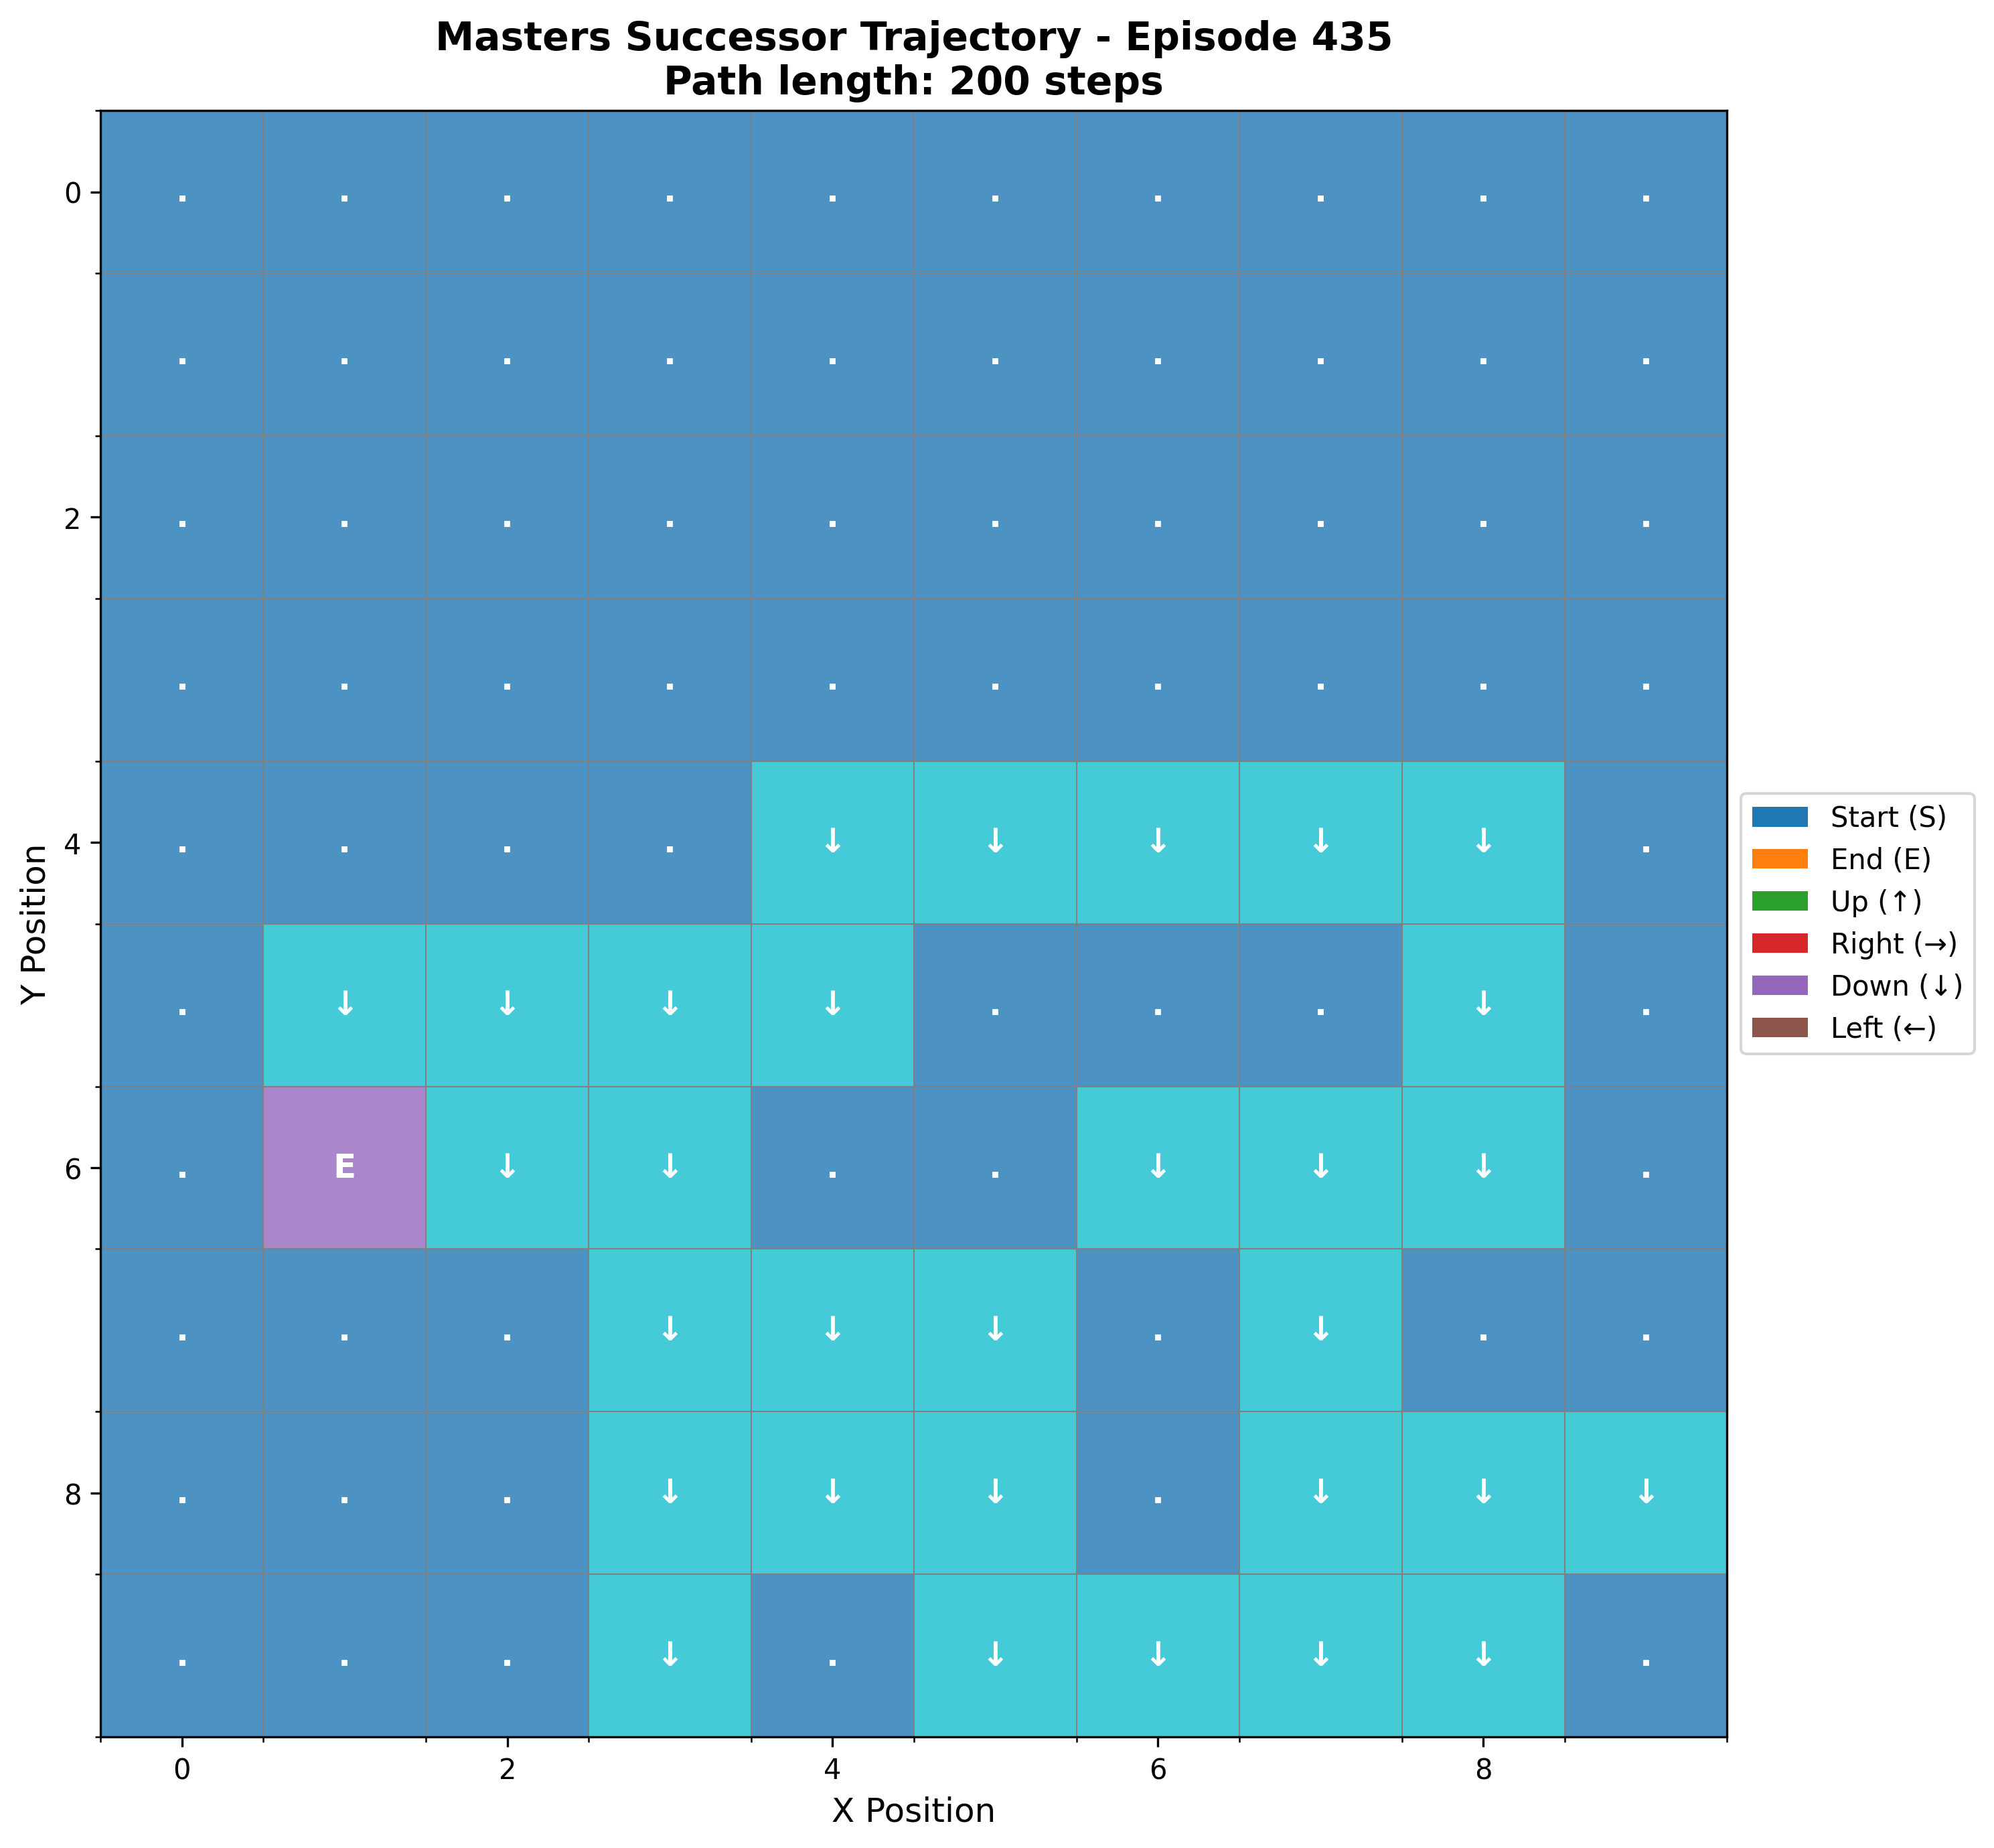 Masters Successor Trajectory - Episode 435
Path length: 200 steps
0 . . . . . . . . . .
. . . . . . . . . .
2 . . . . . . . . . .
. . . . . . . . . .
4 . . . . ↓ ↓ ↓ ↓ ↓ .
. ↓ ↓ ↓ ↓ . . . ↓ .
6 . E ↓ ↓ . . ↓ ↓ ↓ .
. . . ↓ ↓ ↓ . ↓ . .
8 . . . ↓ ↓ ↓ . ↓ ↓ ↓
. . . ↓ . ↓ ↓ ↓ ↓ .
0 2 4 6 8
X Position
Y Position
Start (S)
End (E)
Up (↑)
Right (→)
Down (↓)
Left (←)